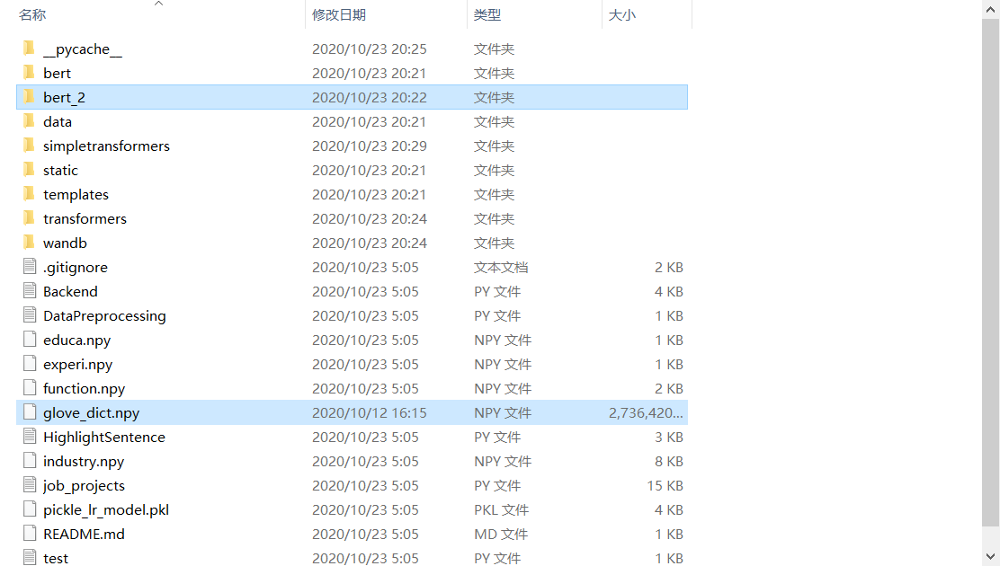 名称 修改日期 类型 大小
__pycache__ 2020/10/23 20:25 文件夹
bert 2020/10/23 20:21 文件夹
bert_2 2020/10/23 20:22 文件夹
data 2020/10/23 20:21 文件夹
simpletransformers 2020/10/23 20:29 文件夹
static 2020/10/23 20:21 文件夹
templates 2020/10/23 20:21 文件夹
transformers 2020/10/23 20:24 文件夹
wandb 2020/10/23 20:24 文件夹
.gitignore 2020/10/23 5:05 文本文档 2 KB
Backend 2020/10/23 5:05 PY 文件 4 KB
DataPreprocessing 2020/10/23 5:05 PY 文件 1 KB
educa.npy 2020/10/23 5:05 NPY 文件 1 KB
experi.npy 2020/10/23 5:05 NPY 文件 1 KB
function.npy 2020/10/23 5:05 NPY 文件 2 KB
glove_dict.npy 2020/10/12 16:15 NPY 文件 2,736,420...
HighlightSentence 2020/10/23 5:05 PY 文件 3 KB
industry.npy 2020/10/23 5:05 NPY 文件 8 KB
job_projects 2020/10/23 5:05 PY 文件 15 KB
pickle_lr_model.pkl 2020/10/23 5:05 PKL 文件 4 KB
README.md 2020/10/23 5:05 MD 文件 1 KB
test 2020/10/23 5:05 PY 文件 1 KB